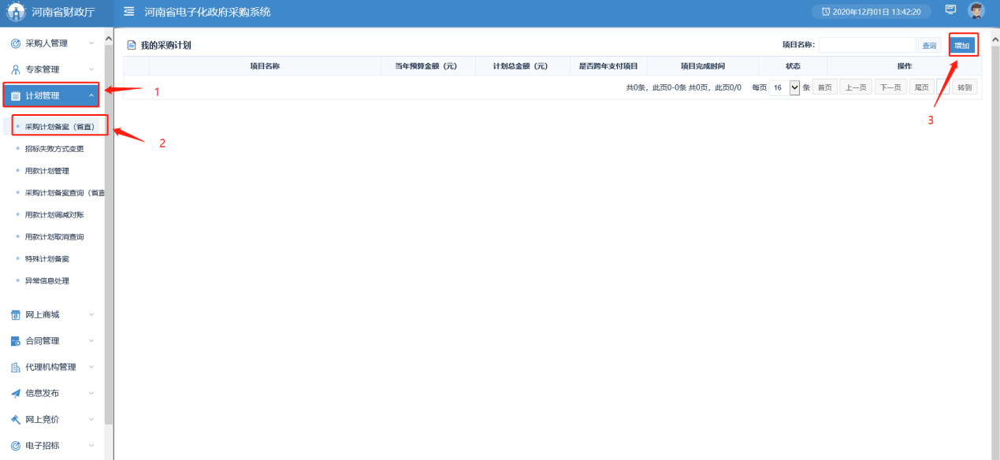 河南省财政厅
河南省电子化政府采购系统
2020年12月01日 13:42:20
采购人管理
专家管理
计划管理
1
采购计划备案（省直）
2
招标失败方式变更
用款计划管理
采购计划备案查询（省直
用款计划调减对账
用款计划取消查询
特殊计划备案
异常信息处理
网上商城
合同管理
代理机构管理
信息发布
网上竞价
电子招标
我的采购计划
项目名称：
查询
增加
项目名称 当年预算金额（元） 计划总金额（元） 是否跨年支付项目 项目完成时间 状态 操作
共0条，此页0-0条 共0页，此页0/0 每页 16 条 首页 上一页 下一页 尾页 转到
3